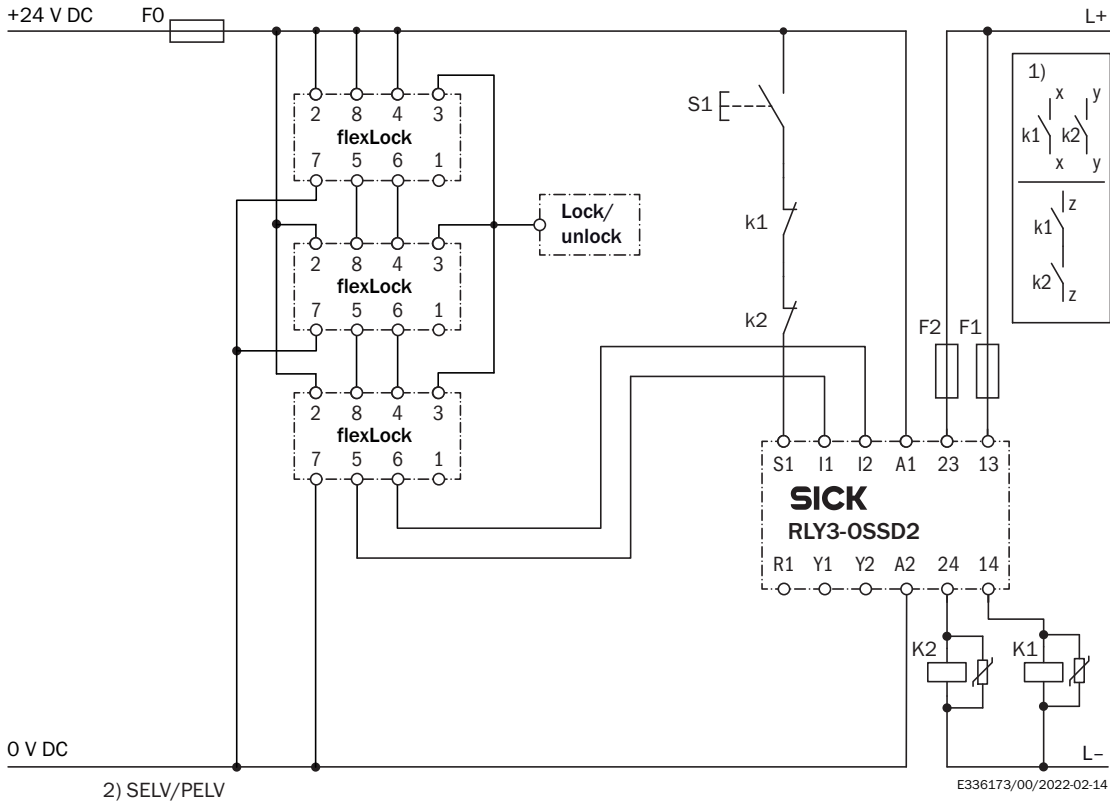 +24 V DC F0 L+
1)
x y
k1 k2
x y
z
k1
k2
z
2 8 4 3
flexLock
7 5 6 1
S1
Lock/
unlock
k1
2 8 4 3
flexLock
7 5 6 1
k2
F2 F1
2 8 4 3
flexLock
7 5 6 1
S1 I1 I2 A1 23 13
SICK
RLY3-OSSD2
R1 Y1 Y2 A2 24 14
K2 K1
0 V DC L–
2) SELV/PELV
E336173/00/2022-02-14